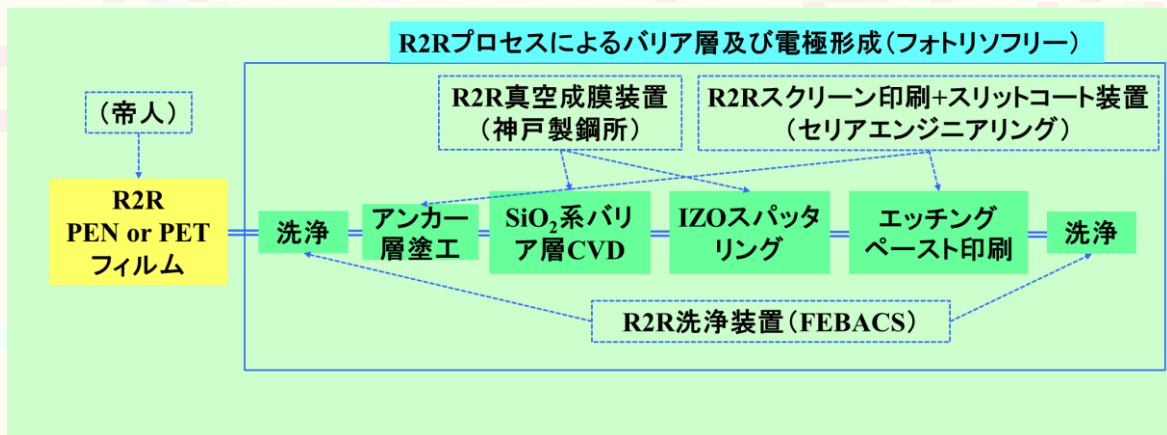 R2Rプロセスによるバリア層及び電極形成(フォトリソフリー)
(帝人)
R2R真空成膜装置
(神戸製鋼所)
R2Rスクリーン印刷+スリットコート装置
(セリアエンジニアリング)
R2R
PEN or PET
フィルム
洗浄
アンカー
層塗工
SiO₂系バリ
ア層CVD
IZOスパッタ
リング
エッチング
ペースト印刷
洗浄
R2R洗浄装置(FEBACS)